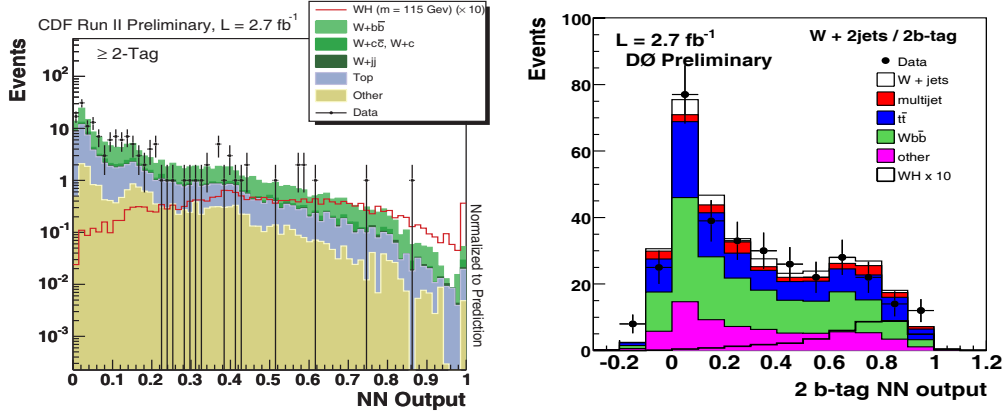 CDF Run II Preliminary, L = 2.7 fb⁻¹
≥ 2-Tag
WH (m = 115 Gev) (× 10)
W+bb̅
W+cc̅, W+c
W+jj
Top
Other
Data
Events
10²
10
1
10⁻¹
10⁻²
10⁻³
0 0.1 0.2 0.3 0.4 0.5 0.6 0.7 0.8 0.9 1
NN Output
Normalized to Prediction
L = 2.7 fb⁻¹
DØ Preliminary
W + 2jets / 2b-tag
Data
W + jets
multijet
tt̅
Wbb̅
other
WH x 10
Events
100
80
60
40
20
0
-0.2 0 0.2 0.4 0.6 0.8 1 1.2
2 b-tag NN output